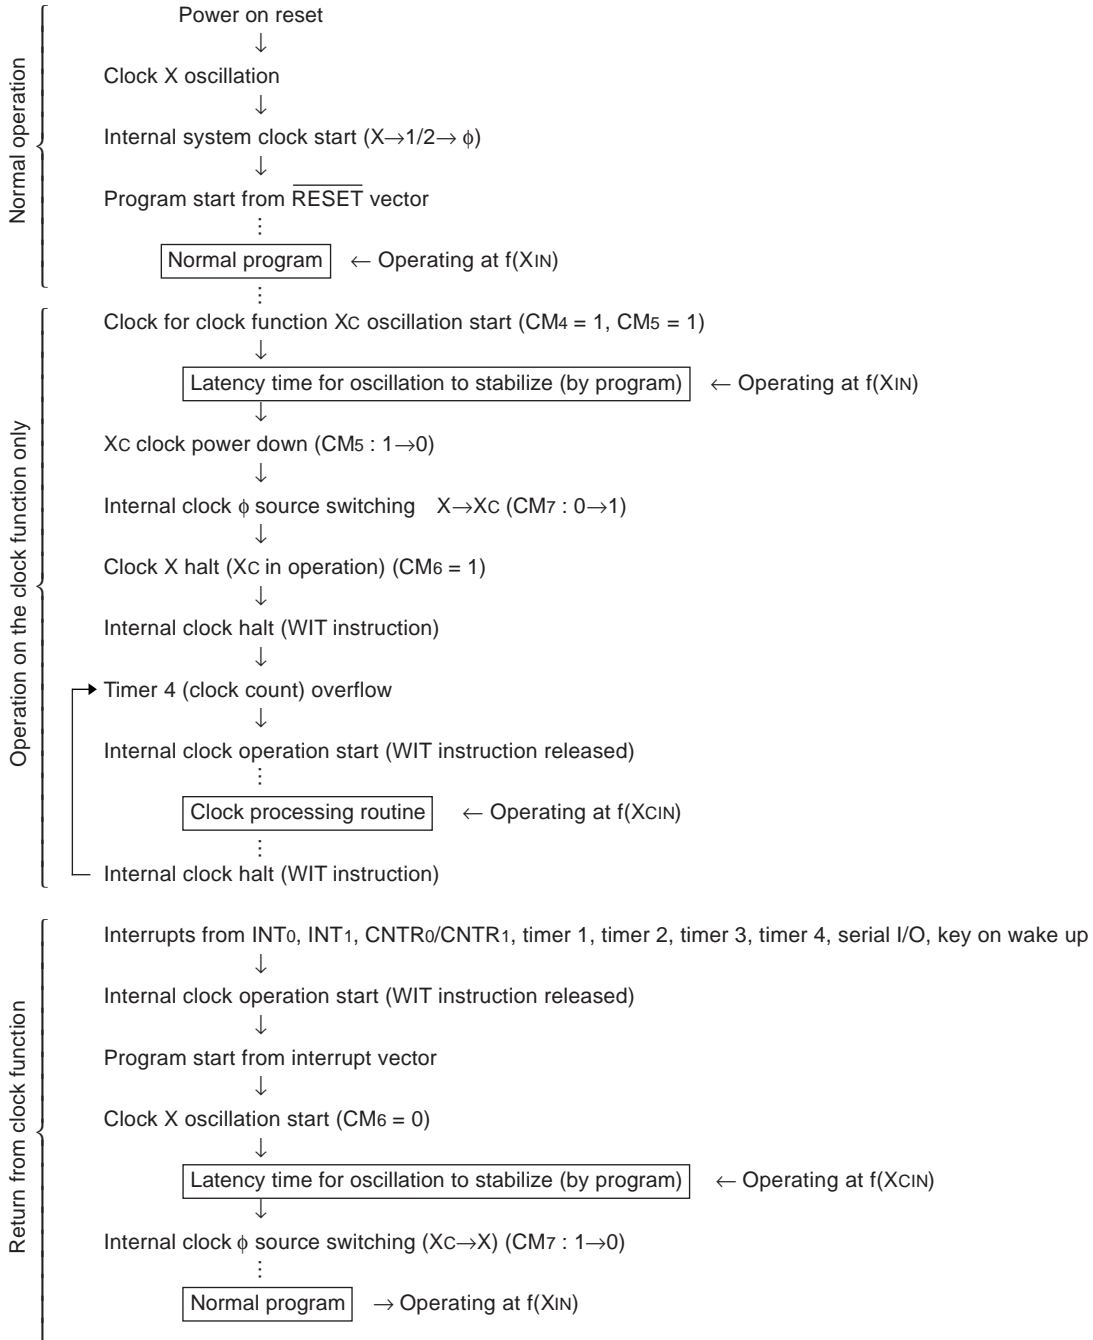 Normal operation
Power on reset
↓
Clock X oscillation
↓
Internal system clock start (X→1/2→ φ)
↓
Program start from RESET vector
⋮
Normal program ← Operating at f(XIN)
⋮
Operation on the clock function only
Clock for clock function XC oscillation start (CM4 = 1, CM5 = 1)
↓
Latency time for oscillation to stabilize (by program) ← Operating at f(XIN)
↓
XC clock power down (CM5 : 1→0)
↓
Internal clock φ source switching X→XC (CM7 : 0→1)
↓
Clock X halt (XC in operation) (CM6 = 1)
↓
Internal clock halt (WIT instruction)
↓
Timer 4 (clock count) overflow
↓
Internal clock operation start (WIT instruction released)
⋮
Clock processing routine ← Operating at f(XCIN)
⋮
Internal clock halt (WIT instruction)
Return from clock function
Interrupts from INT0, INT1, CNTR0/CNTR1, timer 1, timer 2, timer 3, timer 4, serial I/O, key on wake up
↓
Internal clock operation start (WIT instruction released)
↓
Program start from interrupt vector
↓
Clock X oscillation start (CM6 = 0)
↓
Latency time for oscillation to stabilize (by program) ← Operating at f(XCIN)
↓
Internal clock φ source switching (XC→X) (CM7 : 1→0)
⋮
Normal program → Operating at f(XIN)